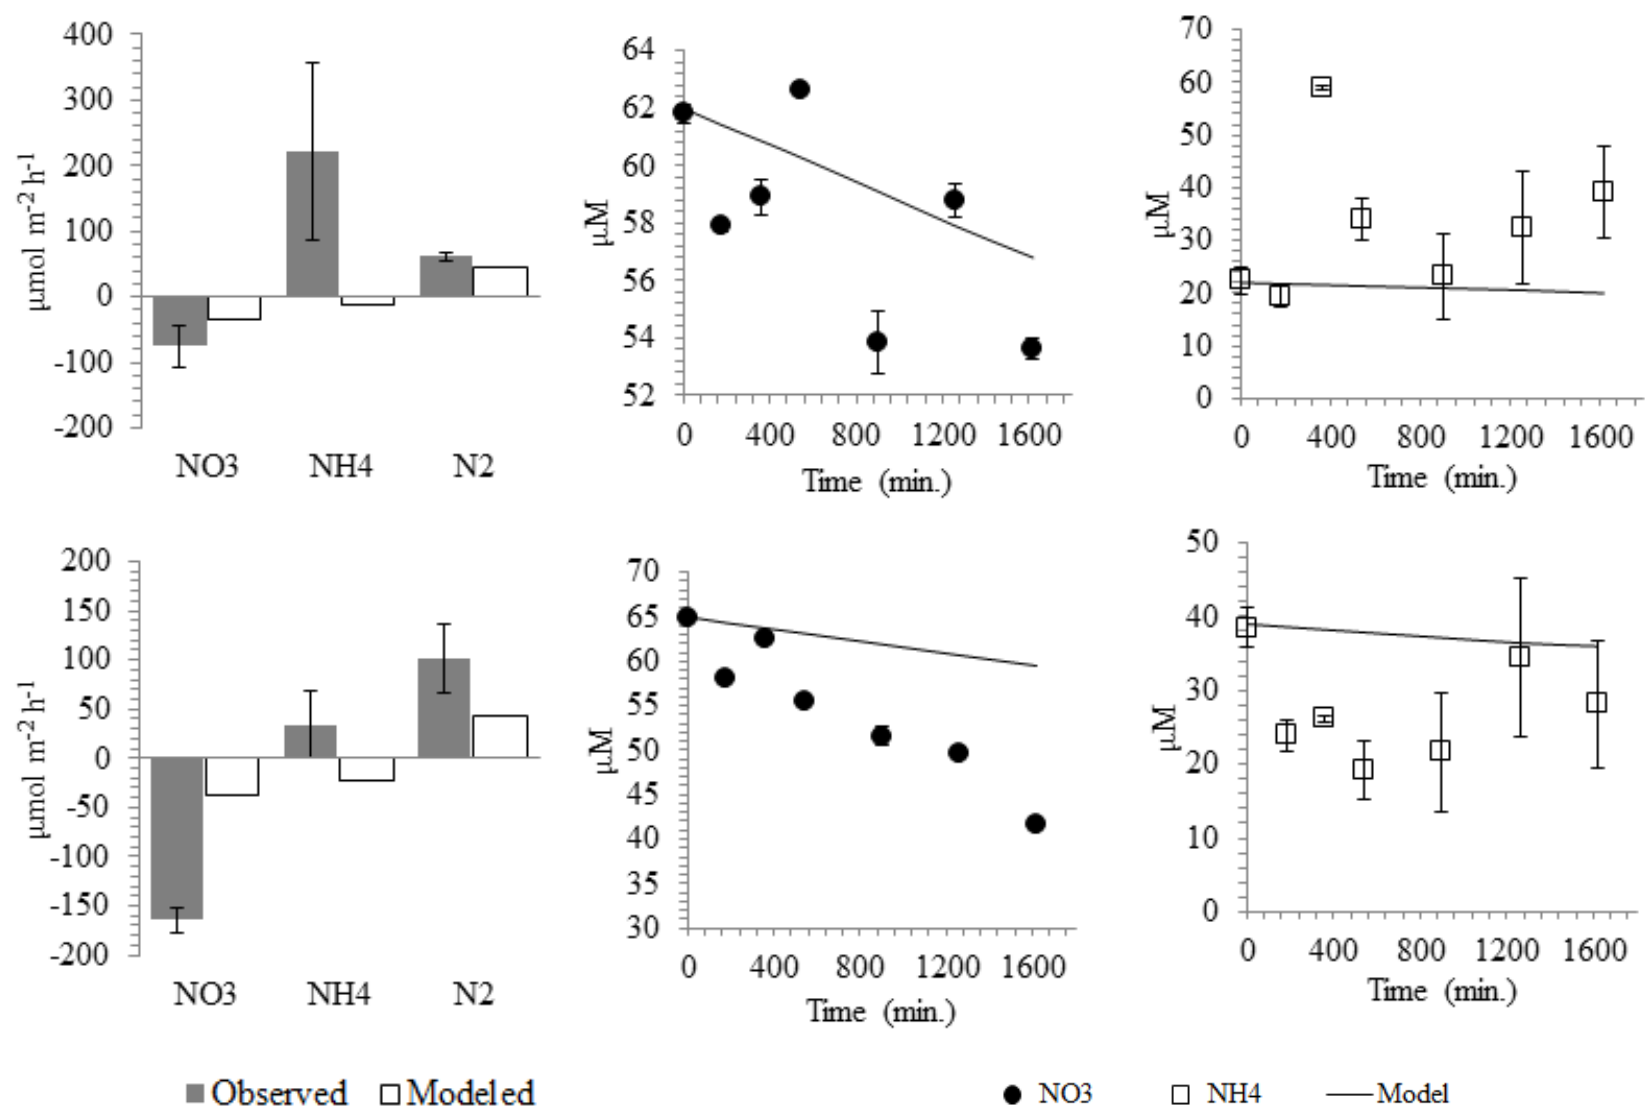 400
300
200
100
0
-100
-200
μmol m-2 h-1
NO3 NH4 N2
64
62
60
58
56
54
52
μM
0 400 800 1200 1600
Time (min.)
70
60
50
40
30
20
10
0
μM
0 400 800 1200 1600
Time (min.)
200
150
100
50
0
-50
-100
-150
-200
μmol m-2 h-1
NO3 NH4 N2
70
65
60
55
50
45
40
35
30
μM
0 400 800 1200 1600
Time (min.)
50
40
30
20
10
0
μM
0 400 800 1200 1600
Time (min.)
Observed Modeled
NO3 NH4 Model